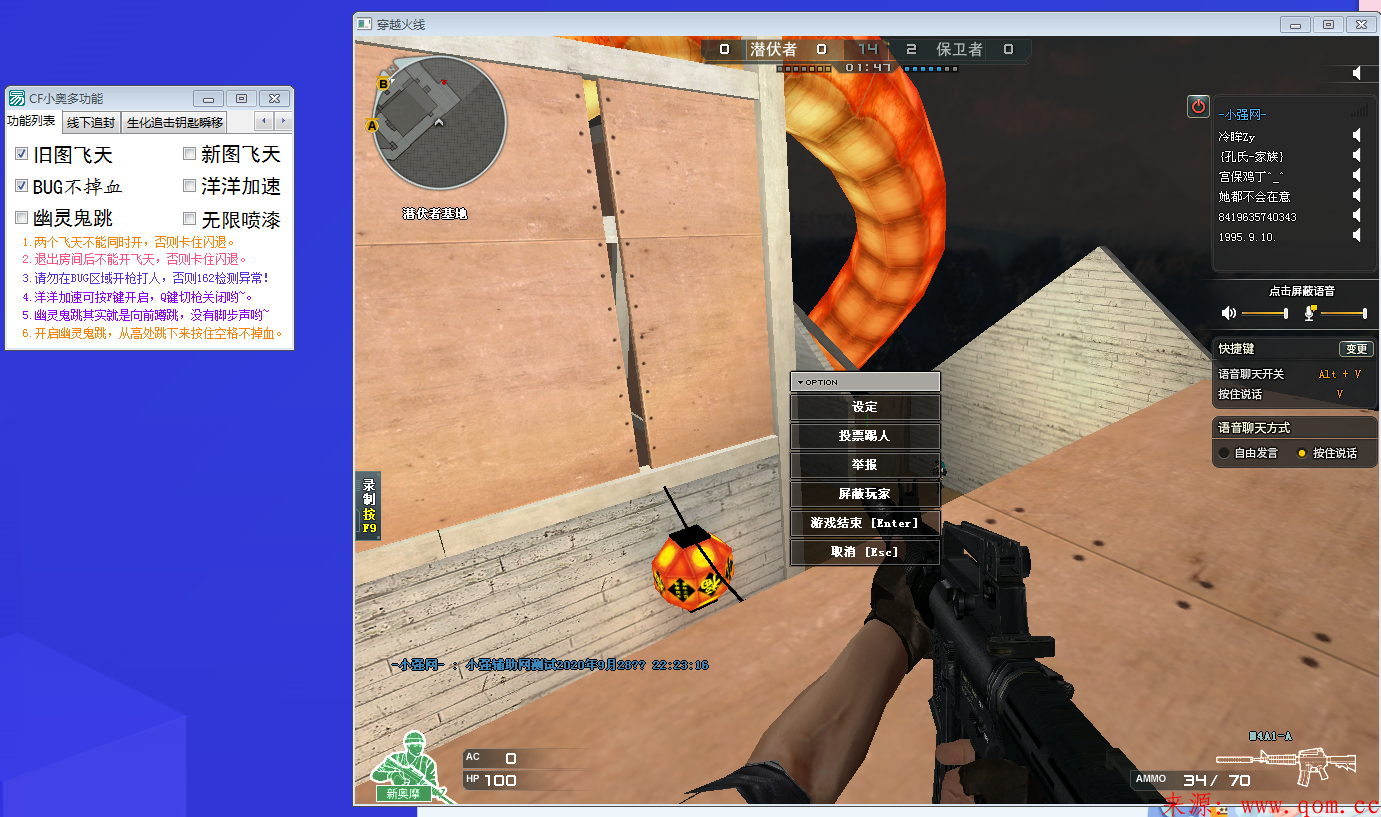 穿越火线
CF小奥多功能
功能列表 线下追封 生化追击钥匙瞬移
旧图飞天 新图飞天
BUG不掉血 洋洋加速
幽灵鬼跳 无限喷漆
1.两个飞天不能同时开，否则卡住闪退。
2.退出房间后不能开飞天，否则卡住闪退。
3.请勿在BUG区域开枪打人，否则162检测异常！
4.洋洋加速可按F键开启，Q键切枪关闭哟~。
5.幽灵鬼跳其实就是向前蹲跳，没有脚步声哟~
6.开启幽灵鬼跳，从高处跳下来按住空格不掉血。
0 潜伏者 0 14 2 保卫者 0
01:47
B
A
潜伏者基地
-小强网-
冷眸Zy
{孔氏-家族}
宫保鸡丁^_^
她都不会在意
8419635740343
1995.9.10.
点击屏蔽语音
快捷键 变更
语音聊天开关 Alt + V
按住说话 V
语音聊天方式
自由发言 按住说话
OPTION
设定
投票踢人
举报
屏蔽玩家
游戏结束 [Enter]
取消 [Esc]
录制按F9
福
-小强网- : 小强辅助网测试2020年9月28?? 22:23:16
AC 0
HP 100
新奥摩
M4A1-A
AMMO 34/ 70
来源: www.qom.cc